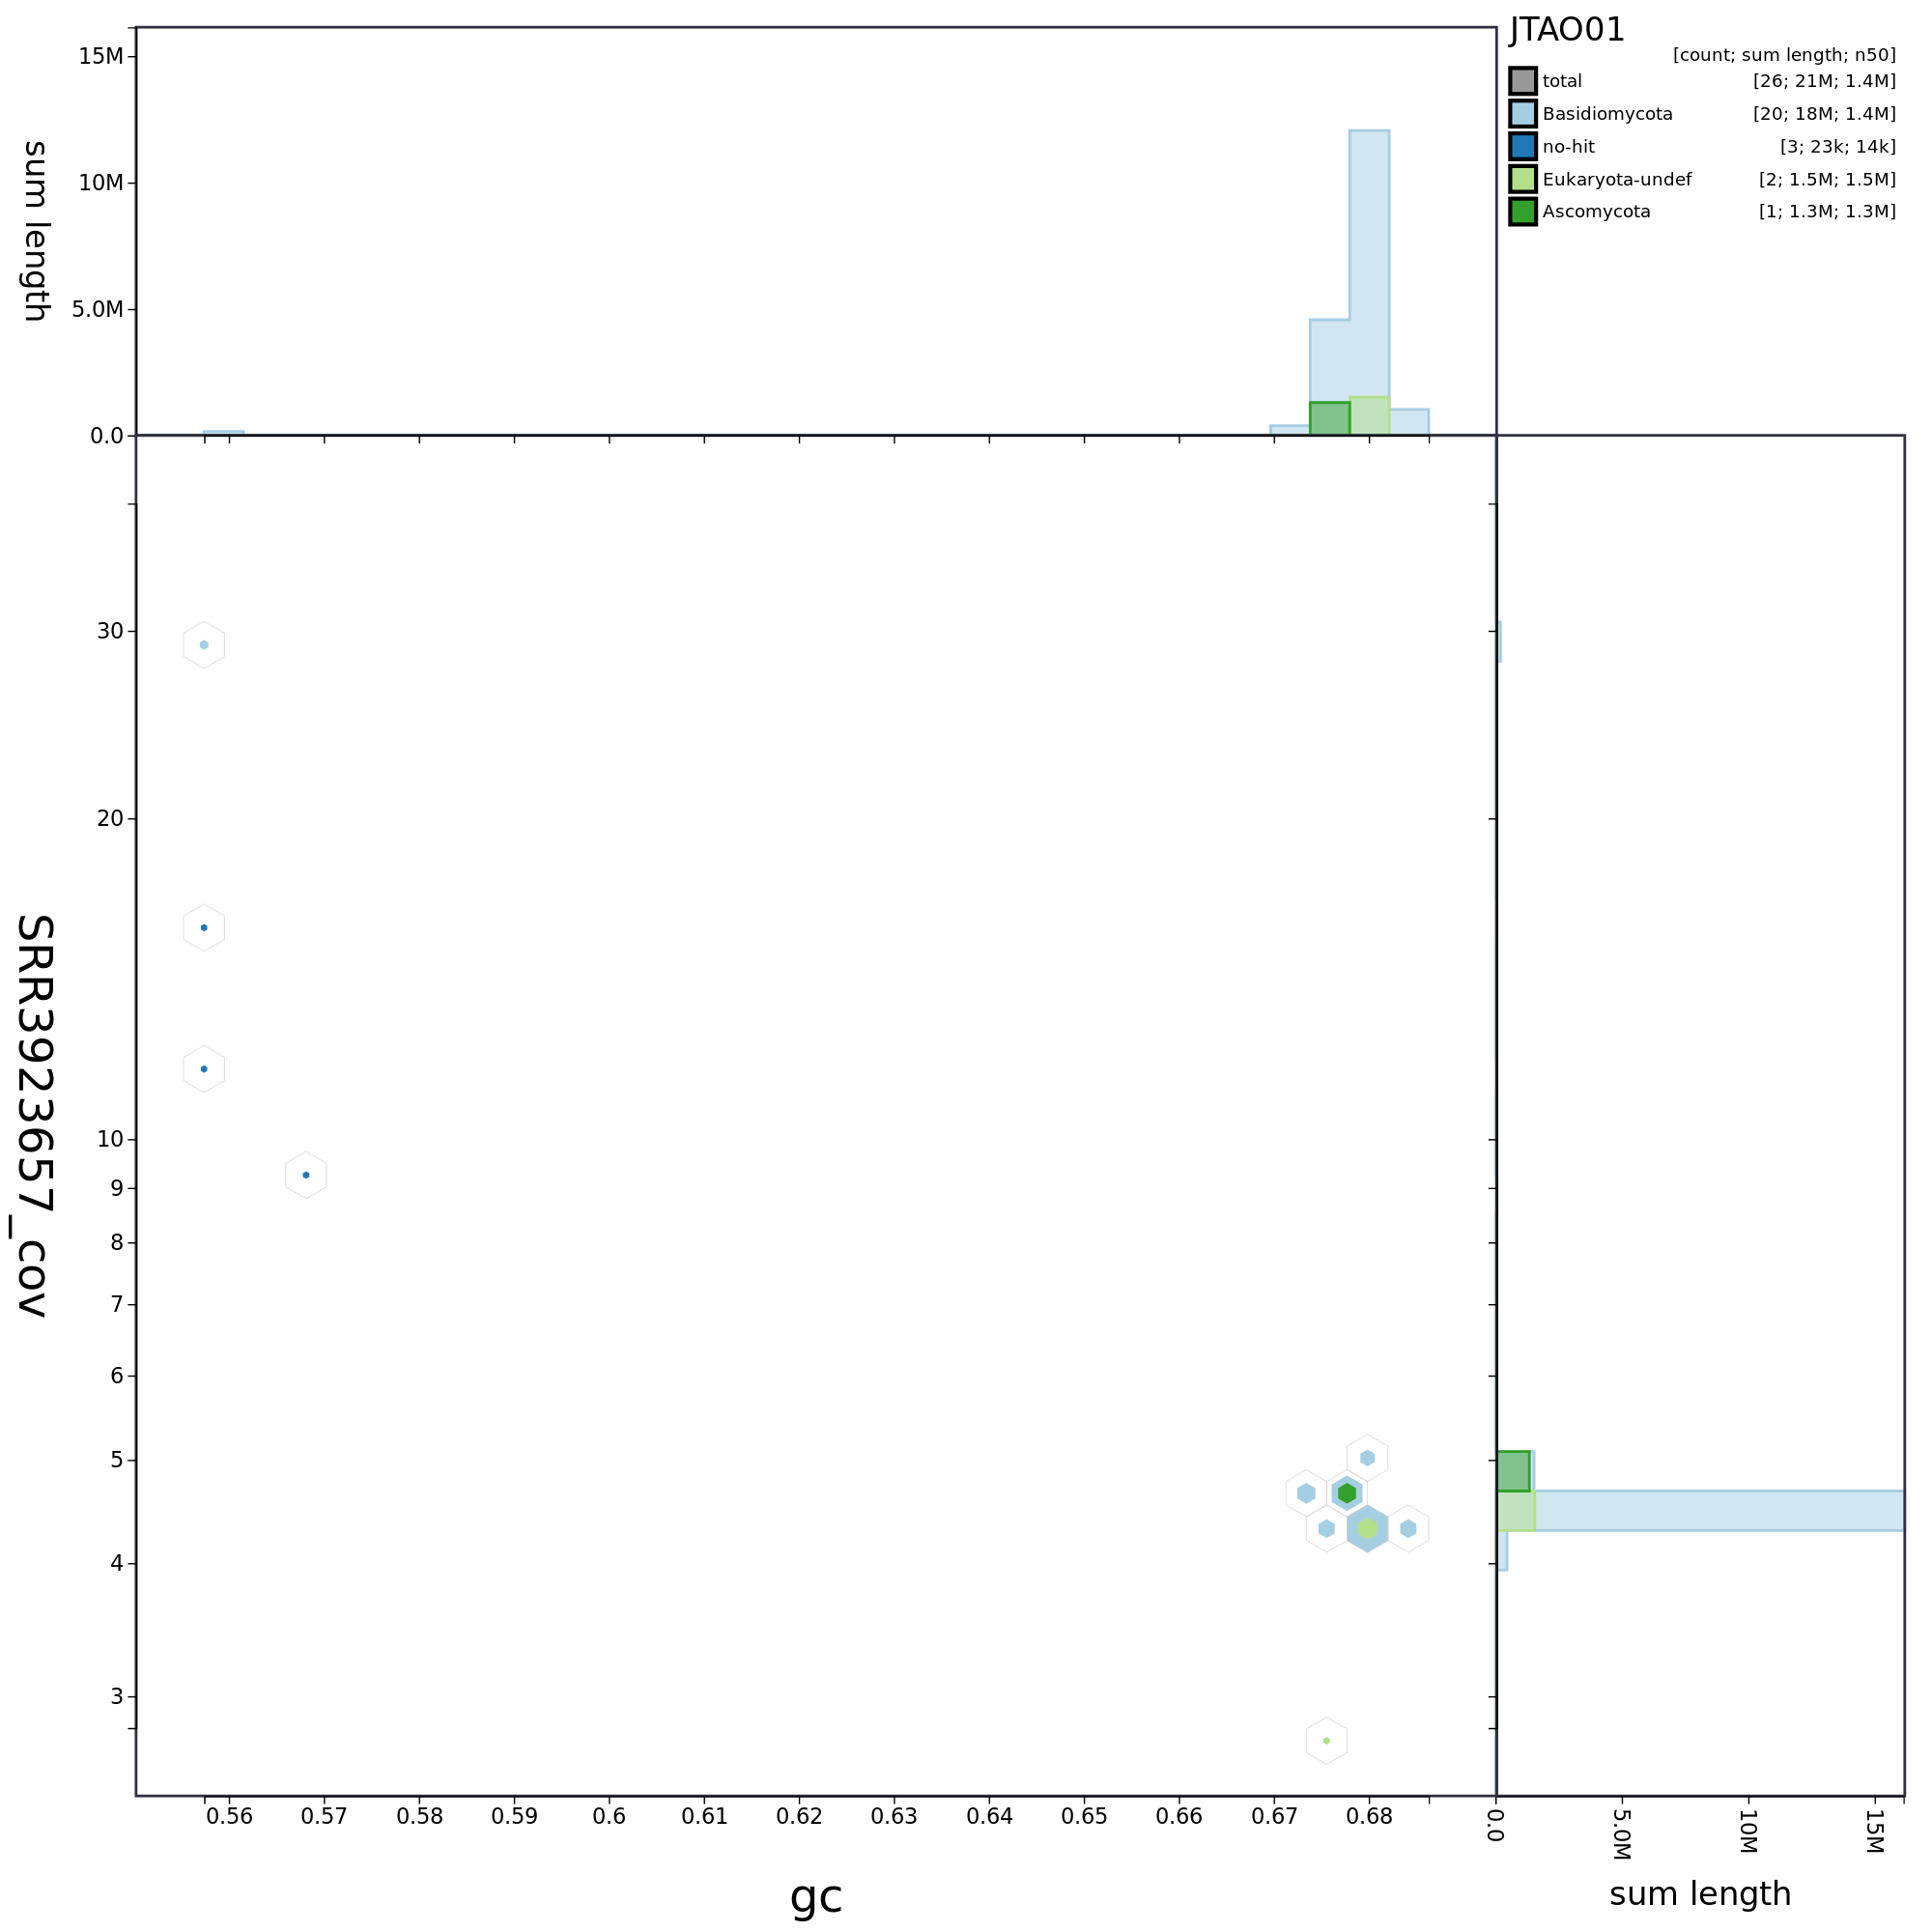 JTAO01
[count; sum length; n50]
total [26; 21M; 1.4M]
Basidiomycota [20; 18M; 1.4M]
no-hit [3; 23k; 14k]
Eukaryota-undef [2; 1.5M; 1.5M]
Ascomycota [1; 1.3M; 1.3M]
sum length
15M
10M
5.0M
0.0
SRR3923657_cov
30
20
10
9
8
7
6
5
4
3
0.56 0.57 0.58 0.59 0.6 0.61 0.62 0.63 0.64 0.65 0.66 0.67 0.68
gc
0.0 5.0M 10M 15M
sum length